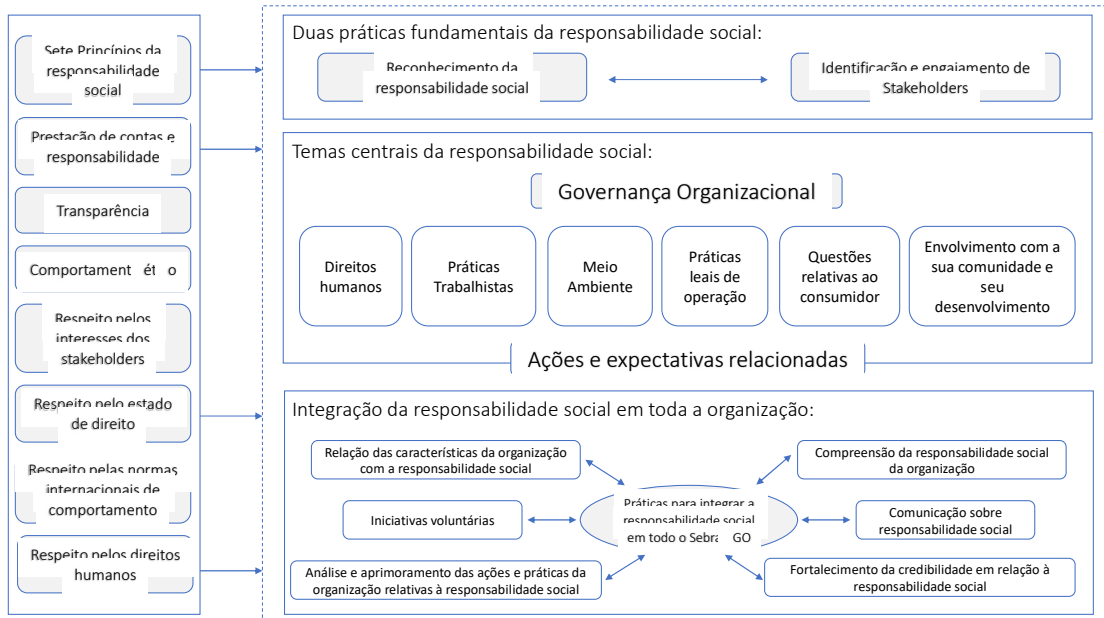 Sete Princípios da
responsabilidade
social
Prestação de contas e
responsabilidade
Transparência
Comportament ét o
Respeito pelos
interesses dos
stakeholders
Respeito pelo estado
de direito
Respeito pelas normas
internacionais de
comportamento
Respeito pelos direitos
humanos
Duas práticas fundamentais da responsabilidade social:
Reconhecimento da
responsabilidade social
Identificação e engajamento de
Stakeholders
Temas centrais da responsabilidade social:
Governança Organizacional
Direitos
humanos
Práticas
Trabalhistas
Meio
Ambiente
Práticas
leais de
operação
Questões
relativas ao
consumidor
Envolvimento com a
sua comunidade e
seu
desenvolvimento
Ações e expectativas relacionadas
Integração da responsabilidade social em toda a organização:
Relação das características da organização
com a responsabilidade social
Iniciativas voluntárias
Análise e aprimoramento das ações e práticas da
organização relativas à responsabilidade social
Práticas para integrar a
responsabilidade social
em todo o Sebra GO
Compreensão da responsabilidade social
da organização
Comunicação sobre
responsabilidade social
Fortalecimento da credibilidade em relação à
responsabilidade social